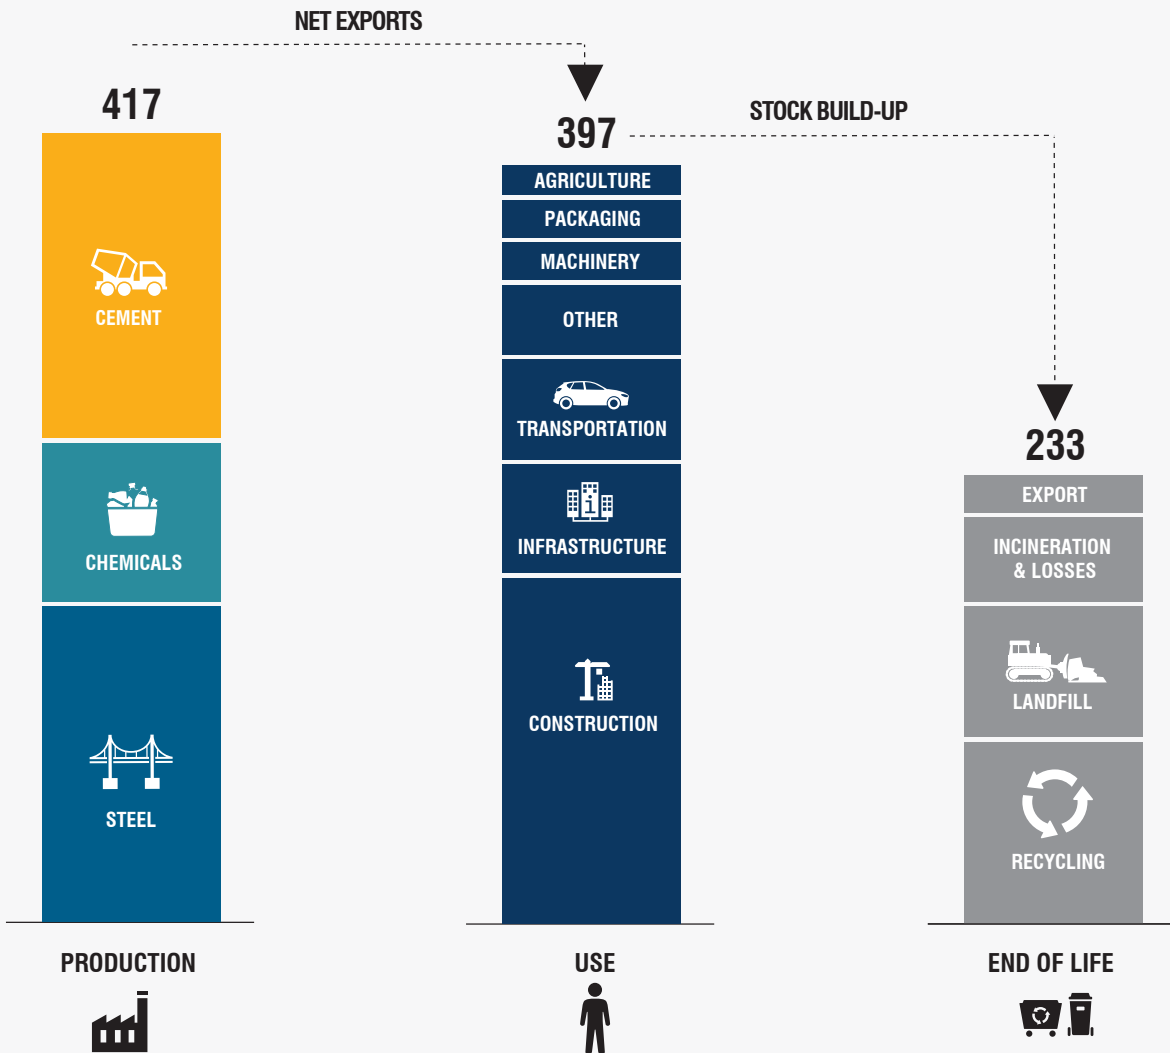 NET EXPORTS
417
CEMENT
CHEMICALS
STEEL
PRODUCTION
STOCK BUILD-UP
397
AGRICULTURE
PACKAGING
MACHINERY
OTHER
TRANSPORTATION
i
INFRASTRUCTURE
CONSTRUCTION
USE
233
EXPORT
INCINERATION
& LOSSES
LANDFILL
RECYCLING
END OF LIFE